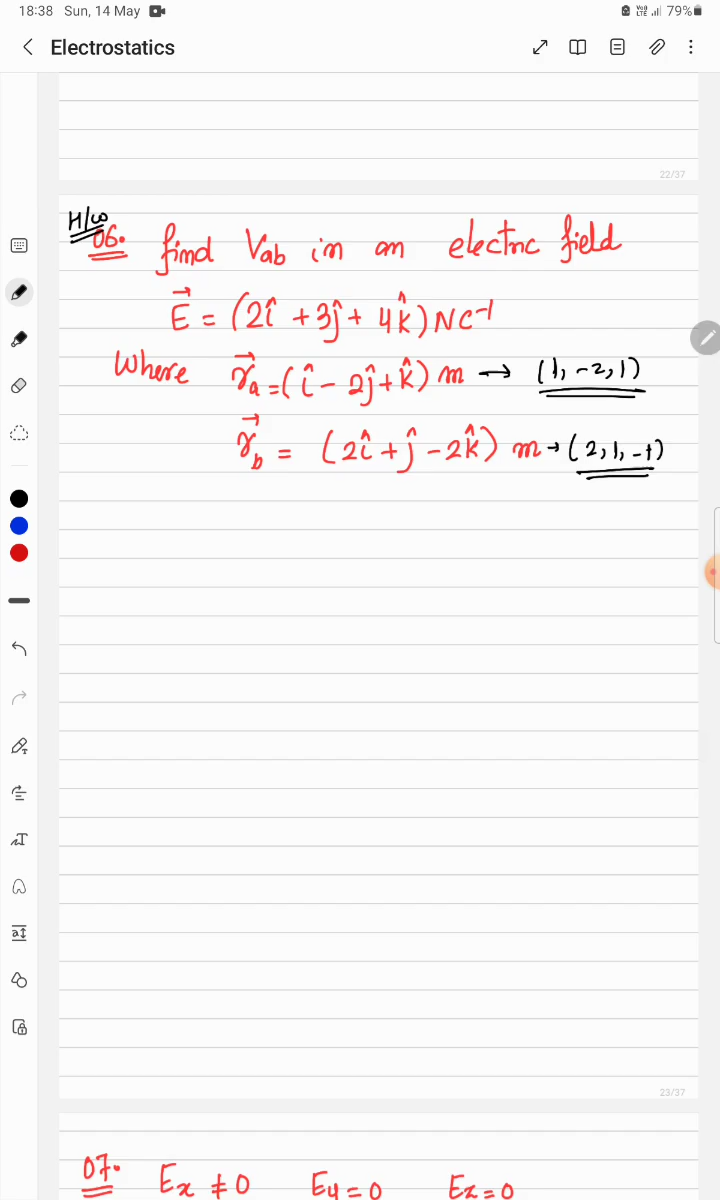 18:38 Sun, 14 May 79%
Electrostatics
22/37
H/w
06. find Vab in an electric field
E⃗ = (2î + 3ĵ + 4k̂) NC⁻¹
Where r⃗a = (î - 2ĵ + k̂) m → (1, -2, 1)
r⃗b = (2î + ĵ - 2k̂) m → (2, 1, -1)
23/37
07. Ex ≠ 0 Ey = 0 Ez = 0